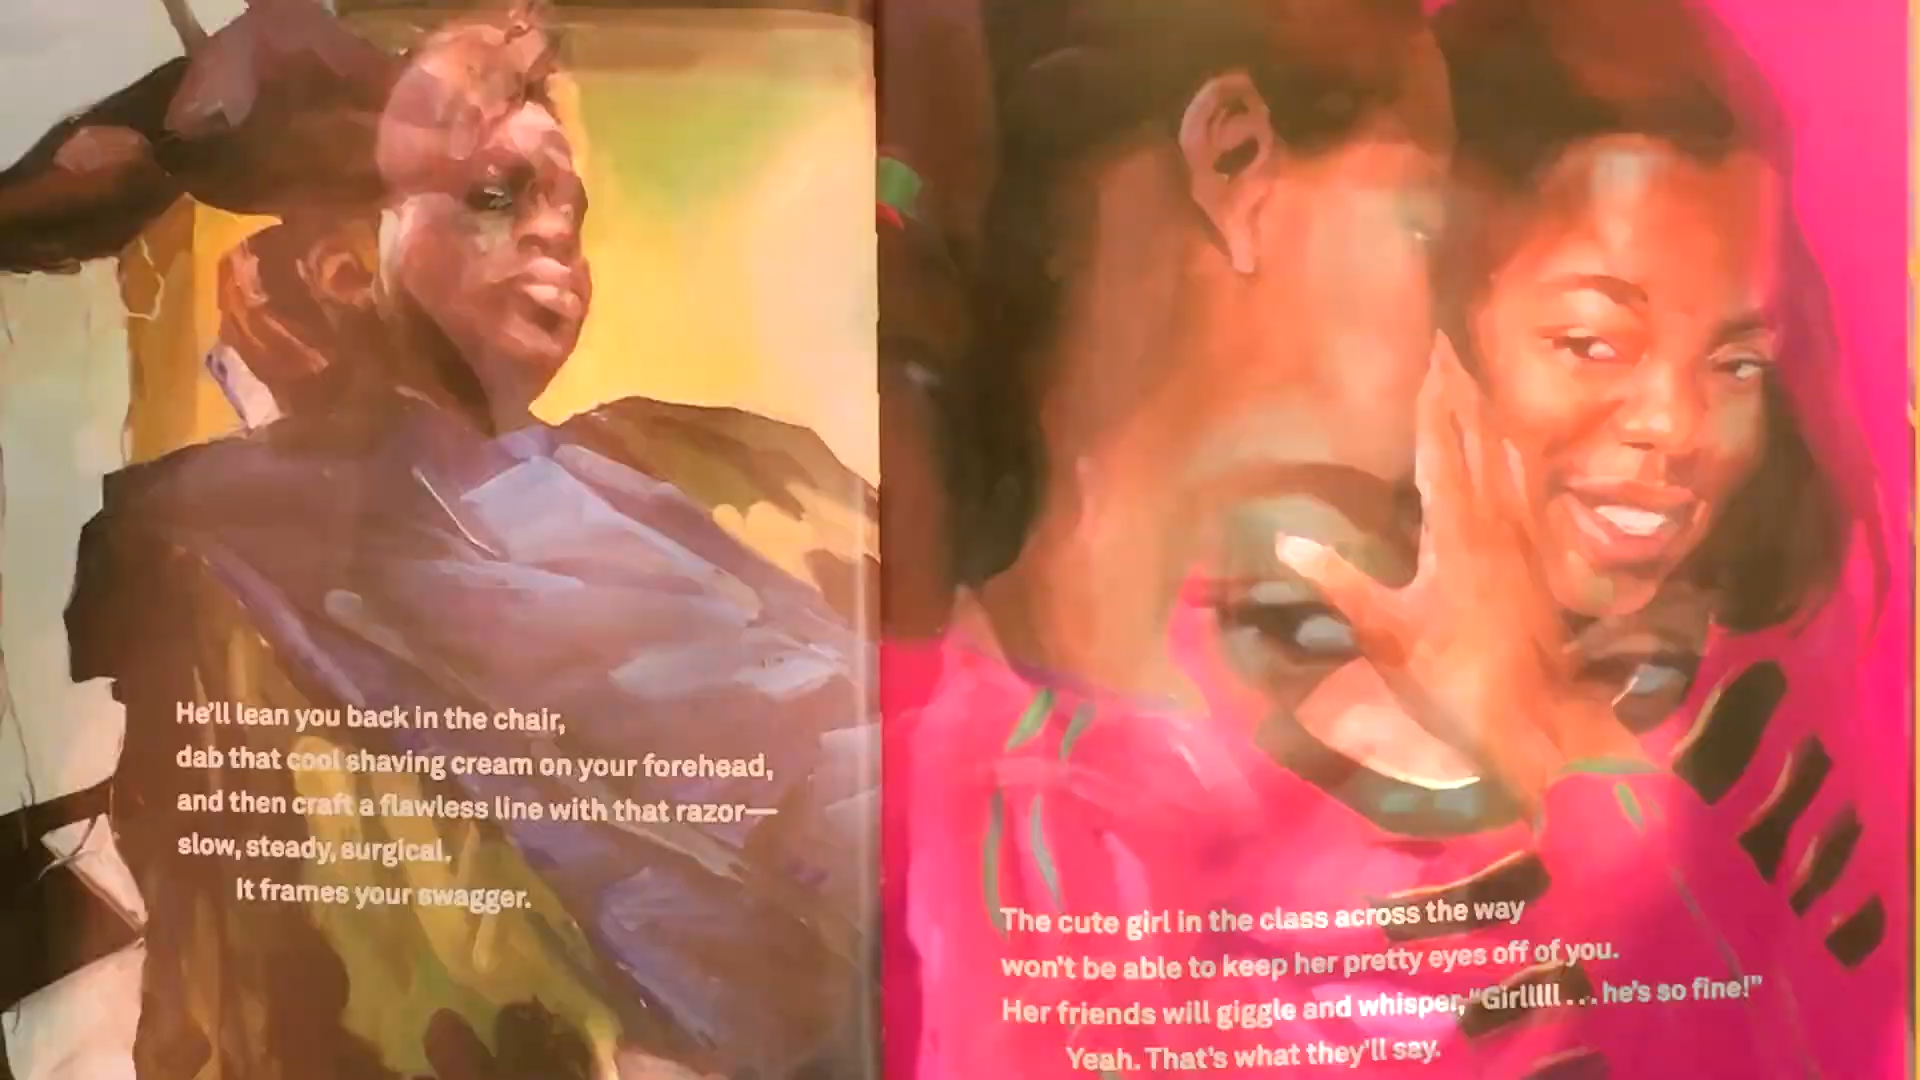 He'll lean you back in the chair,
dab that cool shaving cream on your forehead,
and then craft a flawless line with that razor—
slow, steady, surgical.
It frames your swagger.
The cute girl in the class across the way
won't be able to keep her pretty eyes off of you.
Her friends will giggle and whisper, “Girlllll . . . he's so fine!”
Yeah. That's what they'll say.